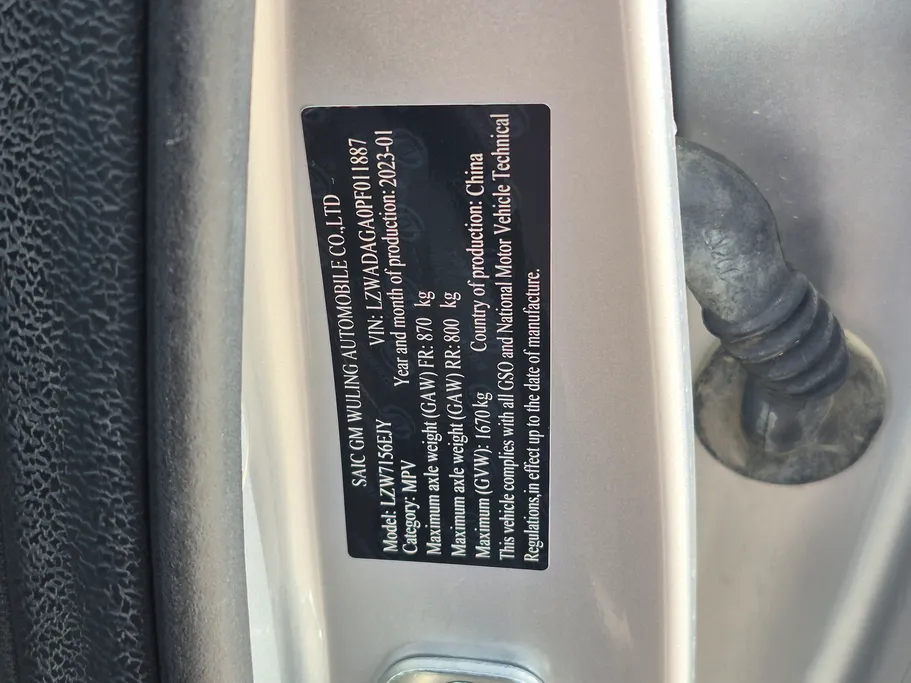 SAIC GM WULING AUTOMOBILE CO.,LTD
Model: LZW7156EJY VIN: LZWADAGA0PF011887
Category: MPV Year and month of production: 2023-01
Maximum axle weight (GAW) FR: 870 kg
Maximum axle weight (GAW) RR: 800 kg
Maximum (GVW): 1670 kg Country of production: China
This vehicle complies with all GSO and National Motor Vehicle Technical
Regulations,in effect up to the date of manufacture.